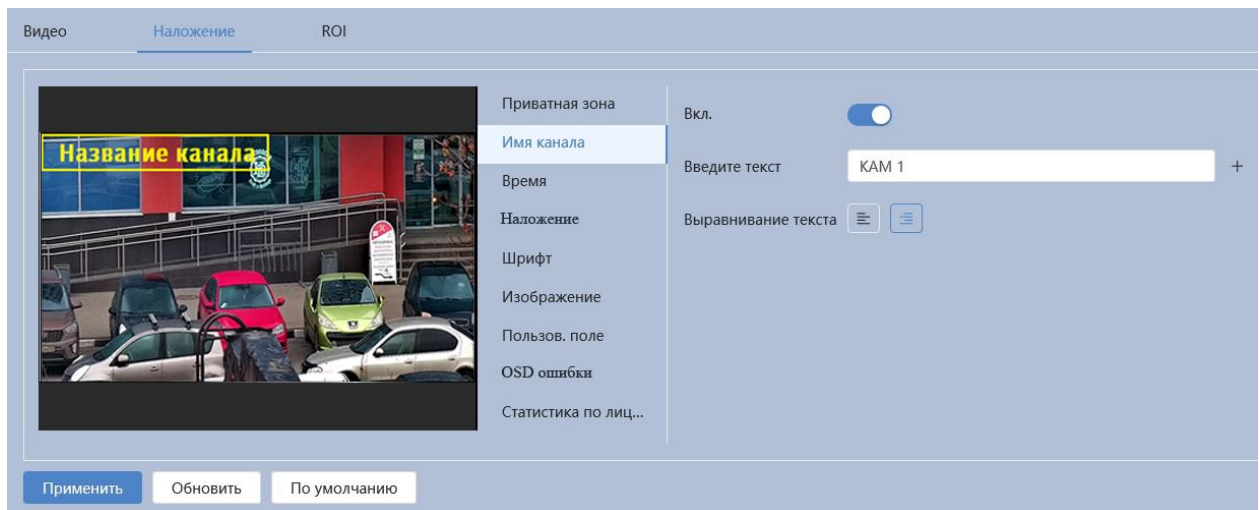 Видео Наложение ROI
Название канала
Приватная зона
Имя канала
Время
Наложение
Шрифт
Изображение
Пользов. поле
OSD ошибки
Статистика по лиц...
Вкл.
Введите текст КАМ 1 +
Выравнивание текста
Применить Обновить По умолчанию